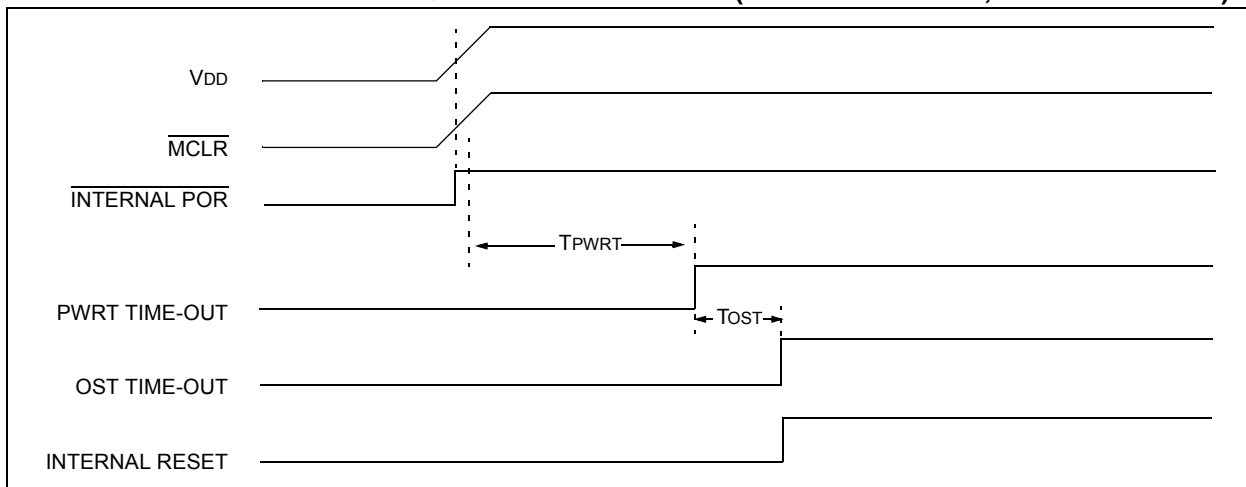 VDD
MCLR
INTERNAL POR
TPWRT
PWRT TIME-OUT
TOST
OST TIME-OUT
INTERNAL RESET